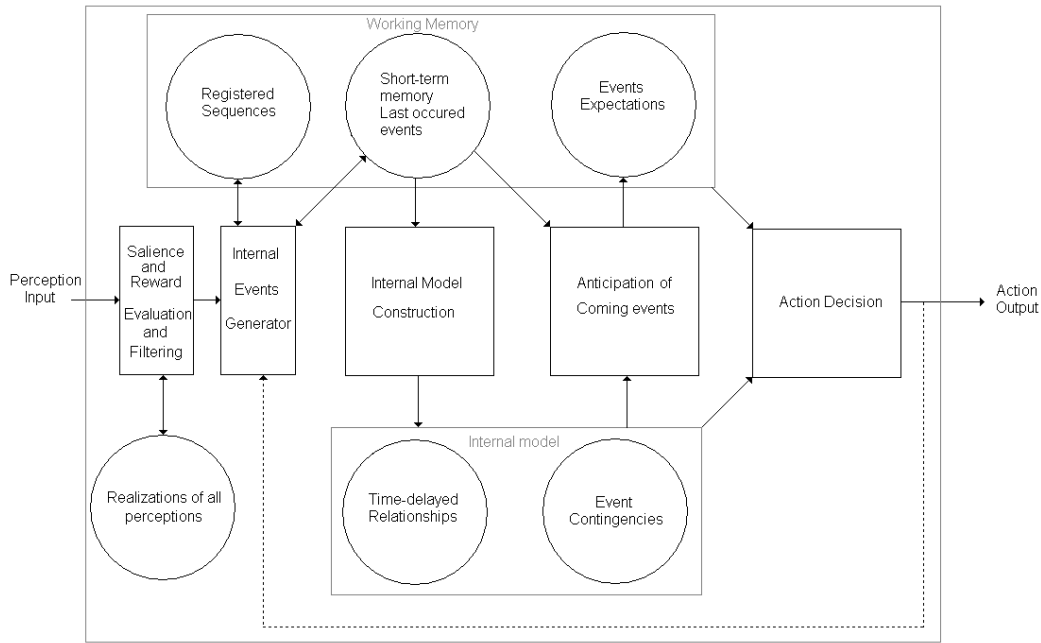 Working Memory
Registered
Sequences
Short-term
memory
Last occured
events
Events
Expectations
Perception
Input
Salience
and
Reward
Evaluation
and
Filtering
Internal
Events
Generator
Internal Model
Construction
Anticipation of
Coming events
Action Decision
Action
Output
Realizations of all
perceptions
Internal model
Time-delayed
Relationships
Event
Contingencies